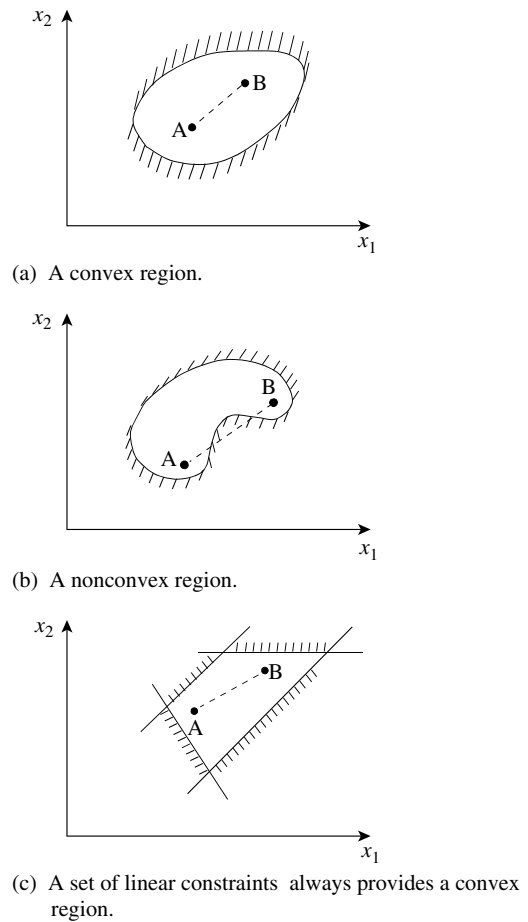 x2
B
A
x1
(a) A convex region.
x2
B
A
x1
(b) A nonconvex region.
x2
B
A
x1
(c) A set of linear constraints always provides a convex
region.